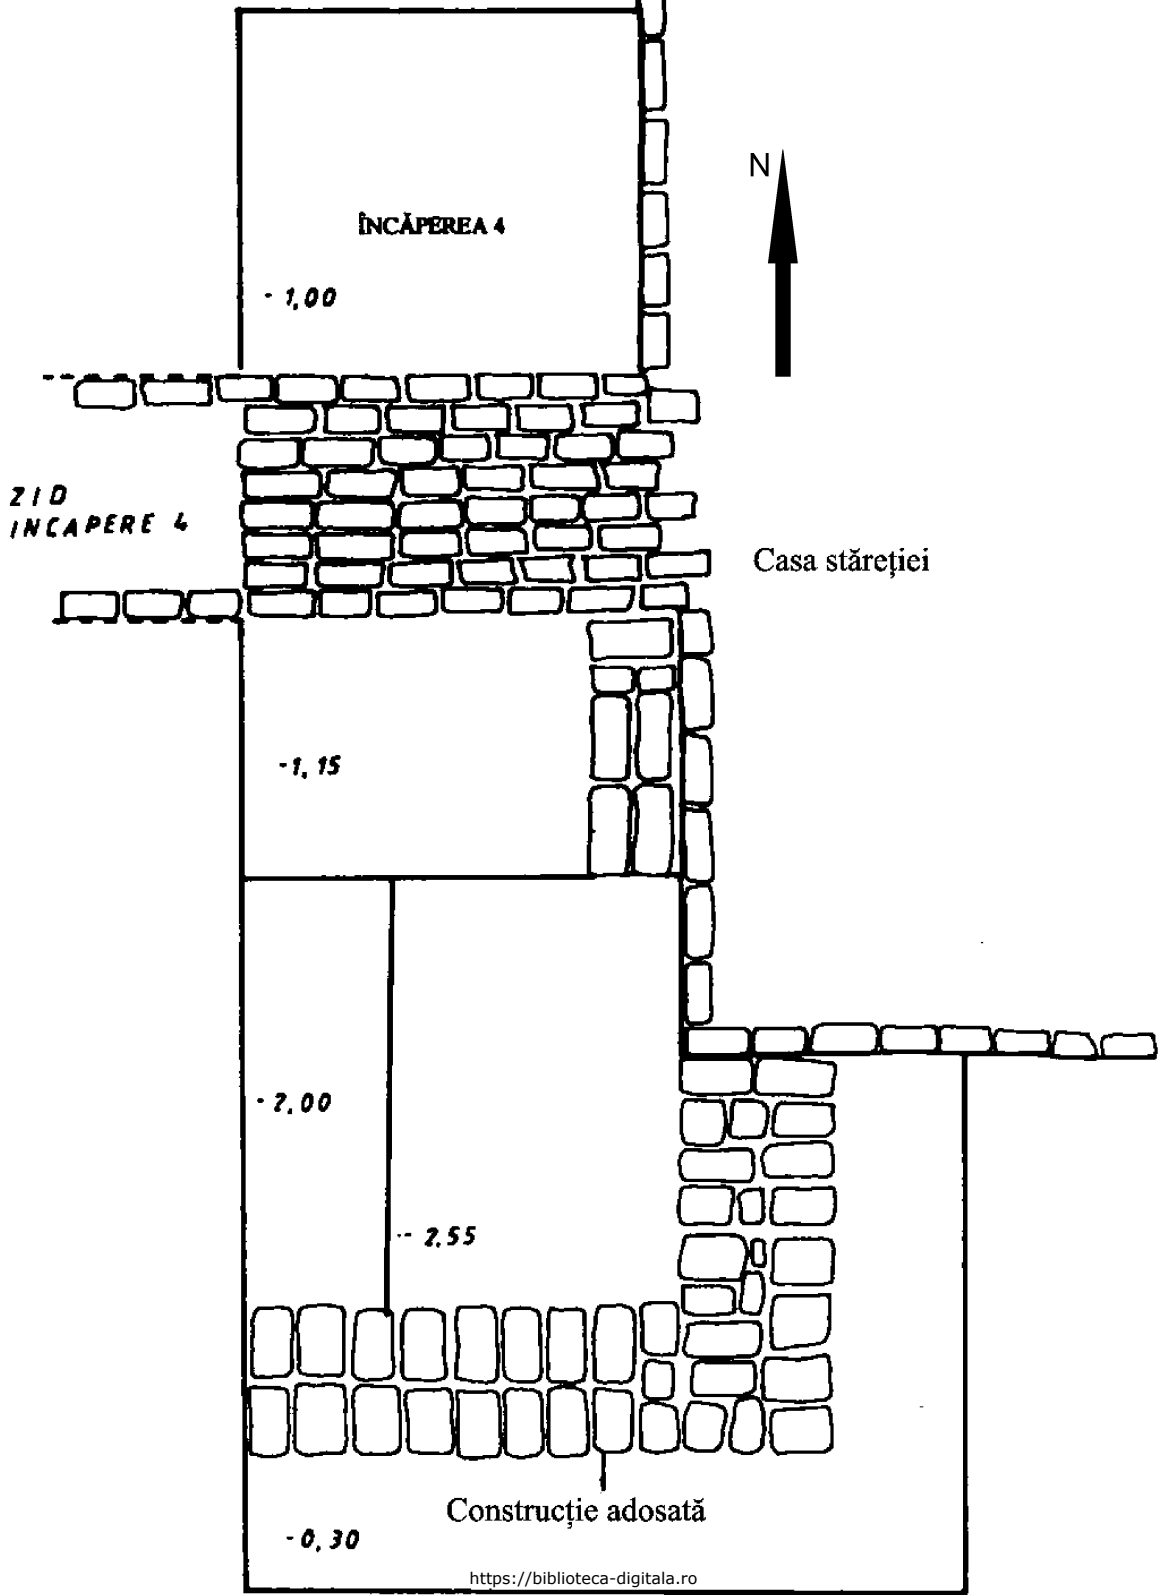 N
ÎNCĂPEREA 4
- 1,00
ZID
INCAPERE 4
Casa stăreției
-1,15
-2,00
- 2,55
Construcție adosată
-0,30
https://biblioteca-digitala.ro